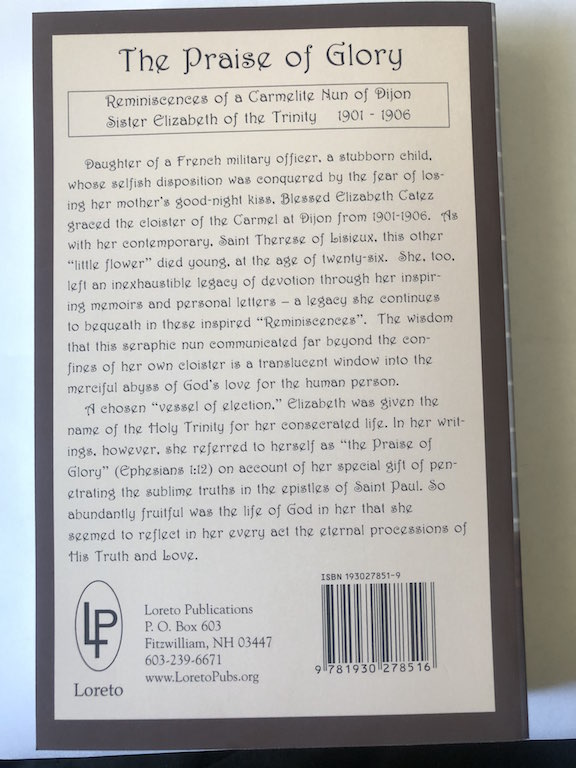 The Praise of Glory
Reminiscences of a Carmelite Nun of Dijon
Sister Elizabeth of the Trinity 1901 - 1906
Daughter of a French military officer, a stubborn child,
whose selfish disposition was conquered by the fear of los-
ing her mother's good-night kiss, Blessed Elizabeth Catez
graced the cloister of the Carmel at Dijon from 1901-1906. As
with her contemporary, Saint Therese of Lisieux, this other
"little flower" died young, at the age of twenty-six. She, too,
left an inexhaustible legacy of devotion through her inspir-
ing memoirs and personal letters – a legacy she continues
to bequeath in these inspired "Reminiscences". The wisdom
that this seraphic nun communicated far beyond the con-
fines of her own cloister is a translucent window into the
merciful abyss of God's love for the human person.
A chosen "vessel of election," Elizabeth was given the
name of the Holy Trinity for her consecrated life. In her writ-
ings, however, she referred to herself as "the Praise of
Glory" (Ephesians 1:12) on account of her special gift of pen-
etrating the sublime truths in the epistles of Saint Paul. So
abundantly fruitful was the life of God in her that she
seemed to reflect in her every act the eternal processions of
His Truth and Love.
LP
Loreto
Loreto Publications
P. O. Box 603
Fitzwilliam, NH 03447
603-239-6671
www.LoretoPubs.org
ISBN 193027851-9
9 781930 278516